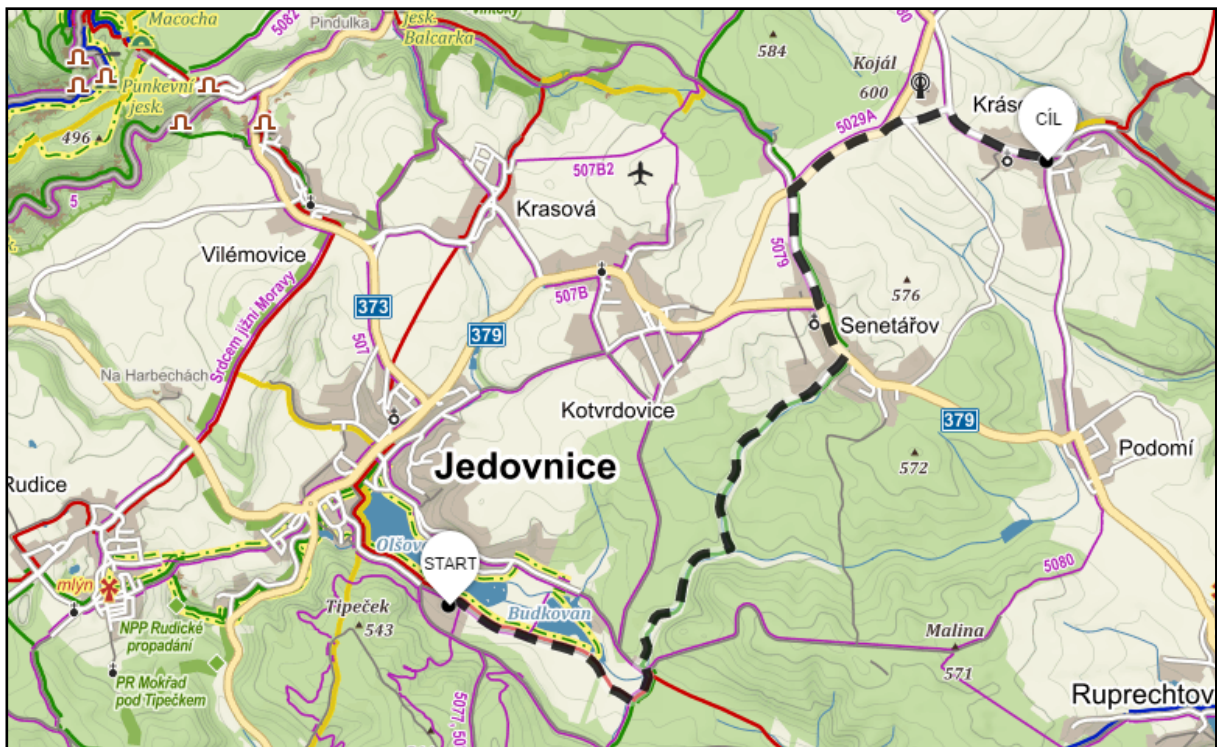 Macocha
5082
Pindulka
jesk.
Balcarka
Punkevní
jesk.
496
584
Kojál
600
5029A
CÍL
5
507B2
Krasová
Vilémovice
Srdcem jižní Moravy
373
507
379
507B
5079
576
Senetářov
Na Harbechách
Kotvrdovice
379
572
Podomí
Jedovnice
Rudice
START
mlýn
Tipeček
543
Budkovan
5080
Malina
571
NPP Rudické
propadání
PR Mokřad
pod Tipečkem
Ruprechtov